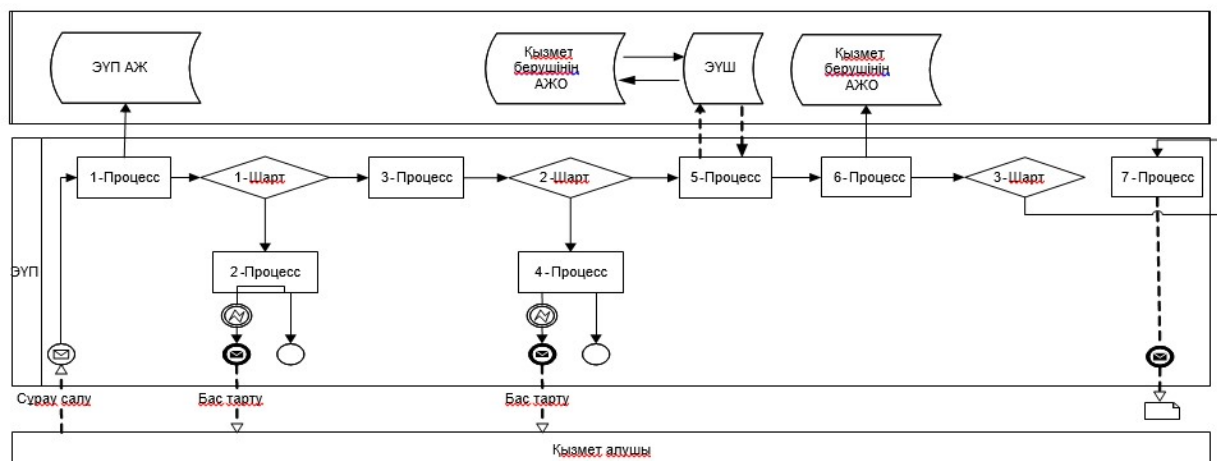 ЭҮП АЖ
Қызмет
берушінің
АЖО
ЭҮШ
Қызмет
берушінің
АЖО
1-Процесс
1-Шарт
3- Процесс
2 -Шарт
5 -Процесс
6 - Процесс
3 - Шарт
7 - Процесс
ЭҮП
2 -Процесс
4 - Процесс
Сұрау салу
Бас тарту
Бас тарту
Қызмет алушы